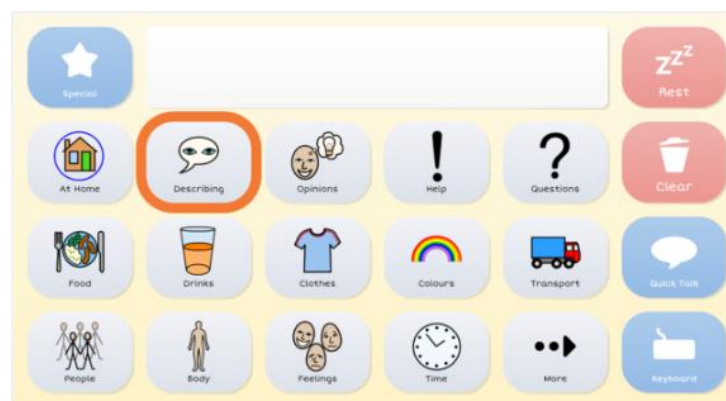 Special
zzz
Rest
At Home
Describing
!
Opinions
Help
?
Questions
Clear
Food
Drinks
Clothes
Colours
Transport
Quick Talk
People
Body
Feelings
Time
More
Keyboard